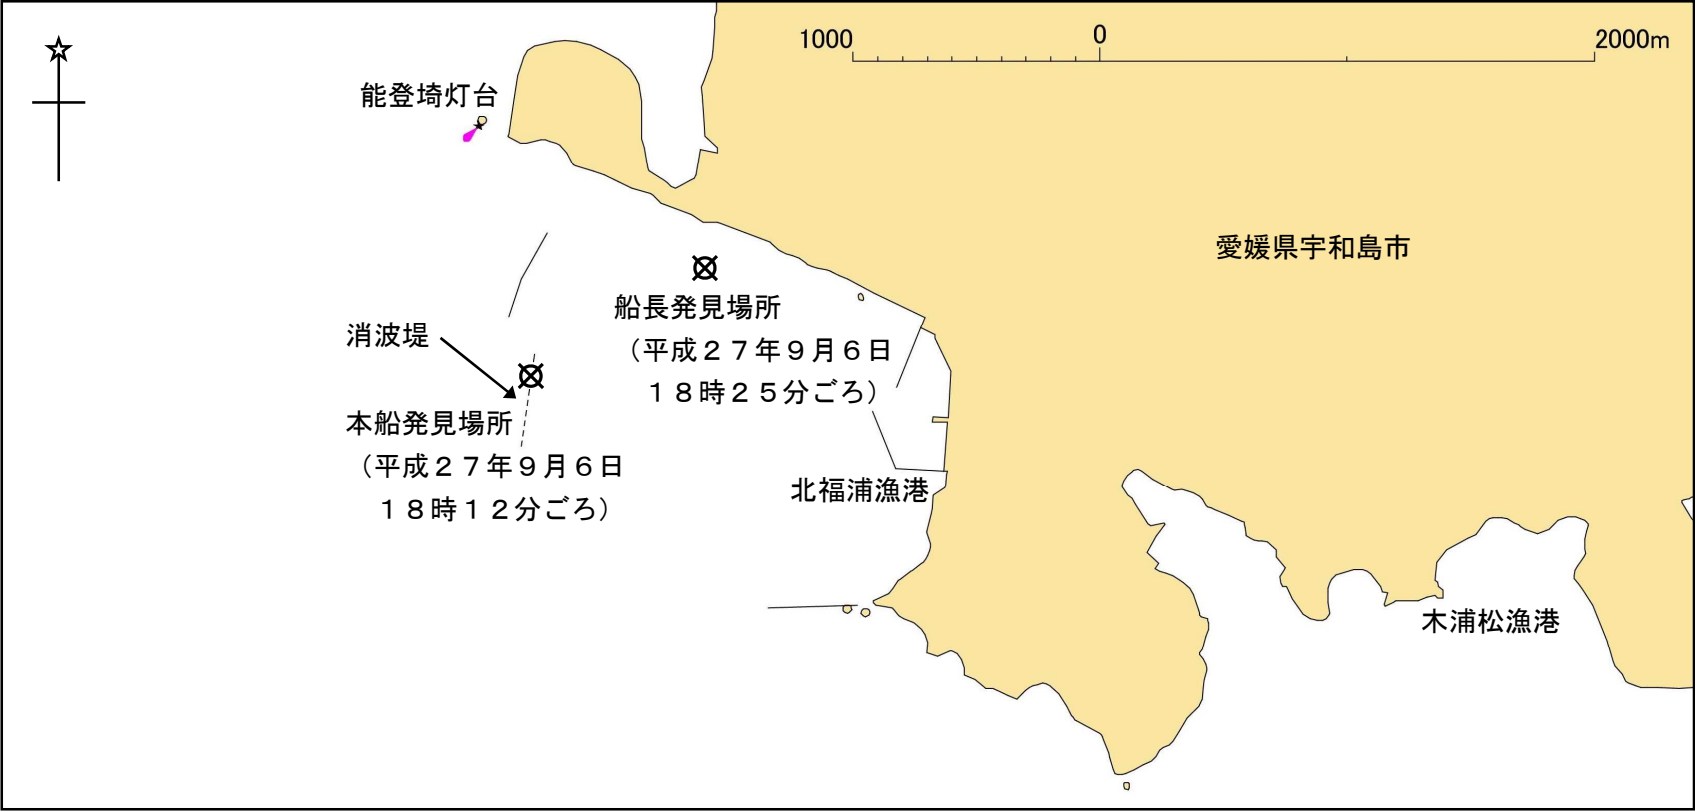 1000
0
2000m
能登埼灯台
愛媛県宇和島市
船長発見場所
（平成２７年９月６日
１８時２５分ごろ）
消波堤
本船発見場所
（平成２７年９月６日
１８時１２分ごろ）
北福浦漁港
木浦松漁港